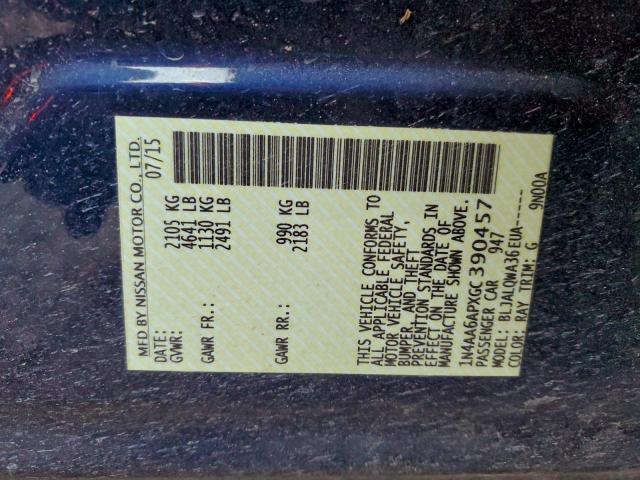 MFD BY NISSAN MOTOR CO., LTD.
DATE: 07/15
GVWR: 2105 KG
4641 LB
GAWR FR: 1130 KG
2491 LB
GAWR RR: 990 KG
2183 LB
THIS VEHICLE CONFORMS TO
ALL APPLICABLE FEDERAL
MOTOR VEHICLE SAFETY,
BUMPER, AND THEFT
PREVENTION STANDARDS IN
EFFECT ON THE DATE OF
MANUFACTURE SHOWN ABOVE.
1N4AA6APXGC390457
PASSENGER CAR 947
MODEL: BLJALQWA36EUA-----
COLOR: RAY TRIM: G 9N00A